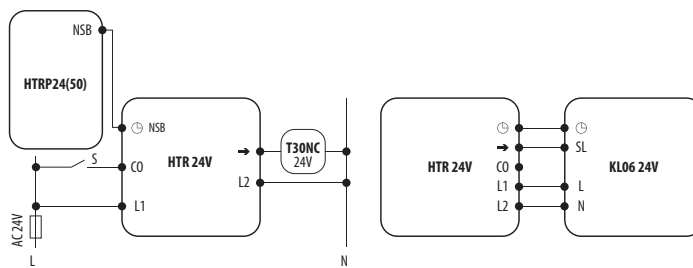 NSB
HTRP24(50)
NSB
HTR 24V
T30NC
24V
S
CO
L2
L1
AC 24V
L
N
HTR 24V
CO
L1
L2
KL06 24V
SL
L
N